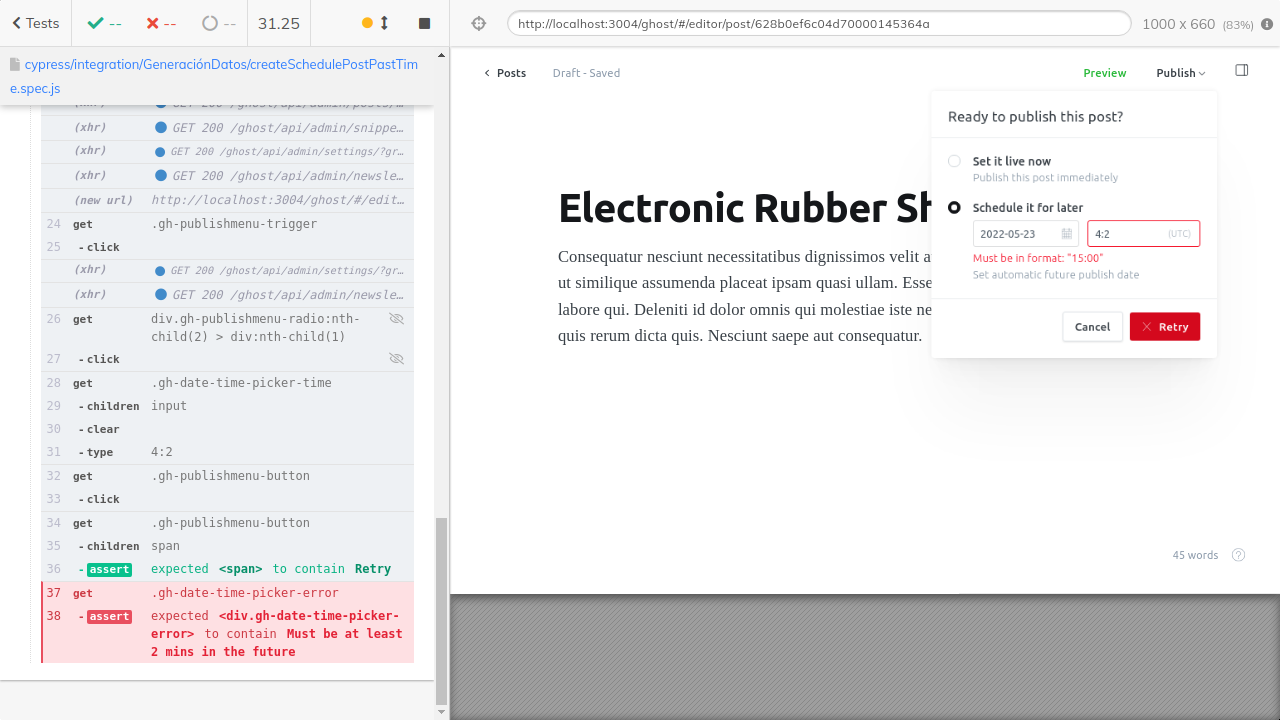 Tests
--
--
--
31.25
http://localhost:3004/ghost/#/editor/post/628b0ef6c04d70000145364a
1000 x 660 (83%)
cypress/integration/GeneraciónDatos/createSchedulePostPastTim
e.spec.js
(xhr) GET 200 /ghost/api/admin/posts/…
(xhr) GET 200 /ghost/api/admin/snippe…
(xhr) GET 200 /ghost/api/admin/settings/?gr…
(xhr) GET 200 /ghost/api/admin/newsle…
(new url) http://localhost:3004/ghost/#/edit…
24 get .gh-publishmenu-trigger
25 -click
(xhr) GET 200 /ghost/api/admin/settings/?gr…
(xhr) GET 200 /ghost/api/admin/newsle…
26 get div.gh-publishmenu-radio:nth-
child(2) > div:nth-child(1)
27 -click
28 get .gh-date-time-picker-time
29 -children input
30 -clear
31 -type 4:2
32 get .gh-publishmenu-button
33 -click
34 get .gh-publishmenu-button
35 -children span
36 -assert expected <span> to contain Retry
37 get .gh-date-time-picker-error
38 -assert expected <div.gh-date-time-picker-
error> to contain Must be at least
2 mins in the future
Posts
Draft - Saved
Preview
Publish
Ready to publish this post?
Set it live now
Publish this post immediately
Schedule it for later
2022-05-23
4:2 (UTC)
Must be in format: "15:00"
Set automatic future publish date
Cancel
Retry
Electronic Rubber
Consequatur nesciunt necessitatibus dignissimos velit
ut similique assumenda placeat ipsam quasi ullam. Esse
labore qui. Deleniti id dolor omnis qui molestiae iste
quis rerum dicta quis. Nesciunt saepe aut consequatur.
45 words